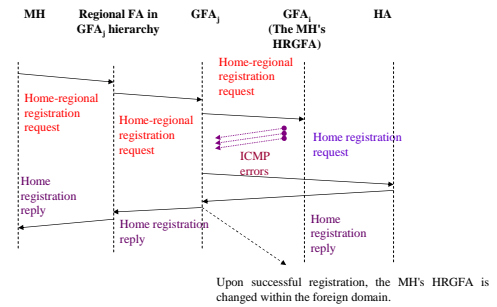 MH
Regional FA in
GFAj hierarchy
GFAj
GFAi
(The MH's
HRGFA)
HA
Home-regional
registration
request
Home-regional
registration
request
Home-regional
registration
request
ICMP
errors
Home registration
request
Home
registration
reply
Home registration
reply
Home
registration
reply
Upon successful registration, the MH's HRGFA is
changed within the foreign domain.